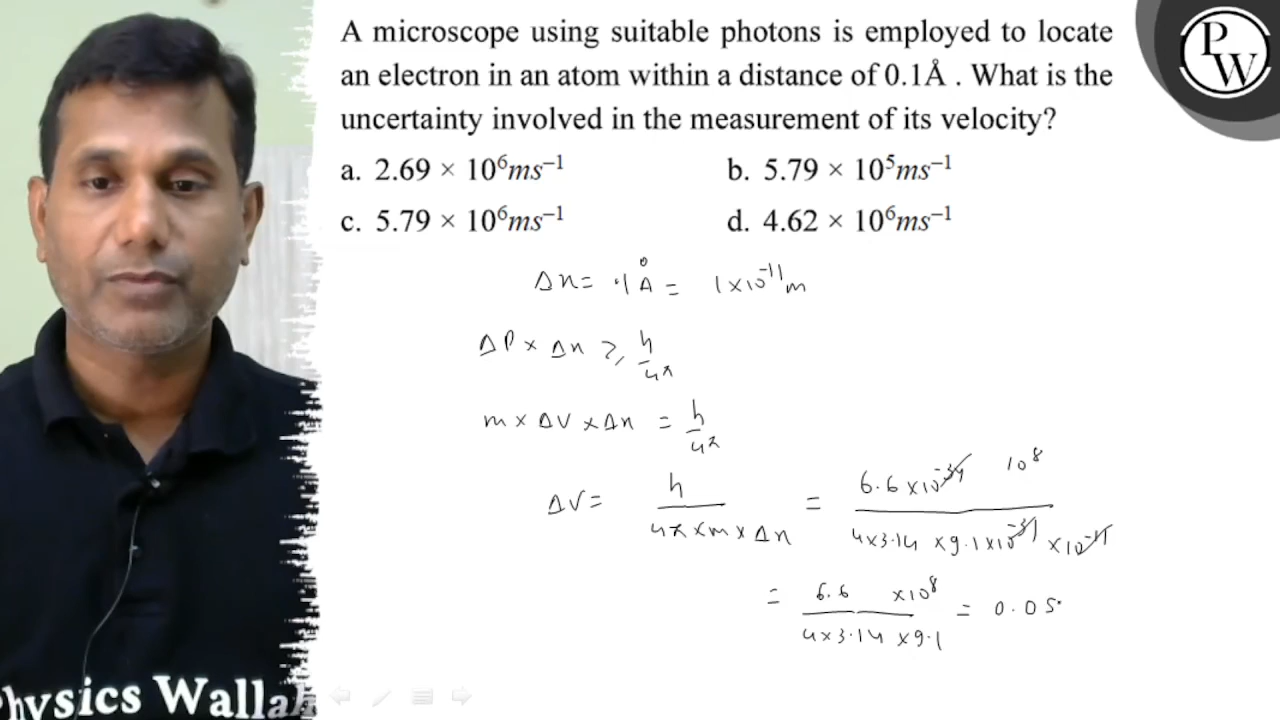 A microscope using suitable photons is employed to locate
an electron in an atom within a distance of 0.1Å . What is the
uncertainty involved in the measurement of its velocity?
a. 2.69 × 10⁶ms⁻¹
b. 5.79 × 10⁵ms⁻¹
c. 5.79 × 10⁶ms⁻¹
d. 4.62 × 10⁶ms⁻¹
Δx = .1 Å = 1×10⁻¹¹ m
ΔP × Δx ≥ h/4π
m × Δv × Δx = h/4π
Δv = h/(4π×m×Δx) = 6.6×10⁻³⁴ 10⁸/(4×3.14 ×9.1×10⁻³¹ ×10⁻¹¹)
= 6.6 ×10⁸/(4×3.14 ×9.1) = 0.05
PW
Physics Wallah